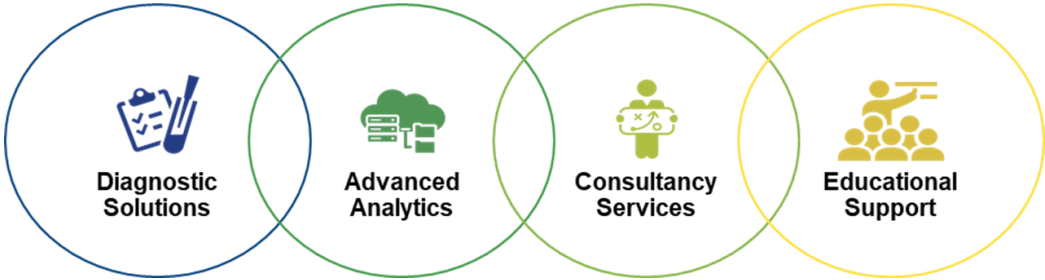 Diagnostic
Solutions
Advanced
Analytics
Consultancy
Services
Educational
Support